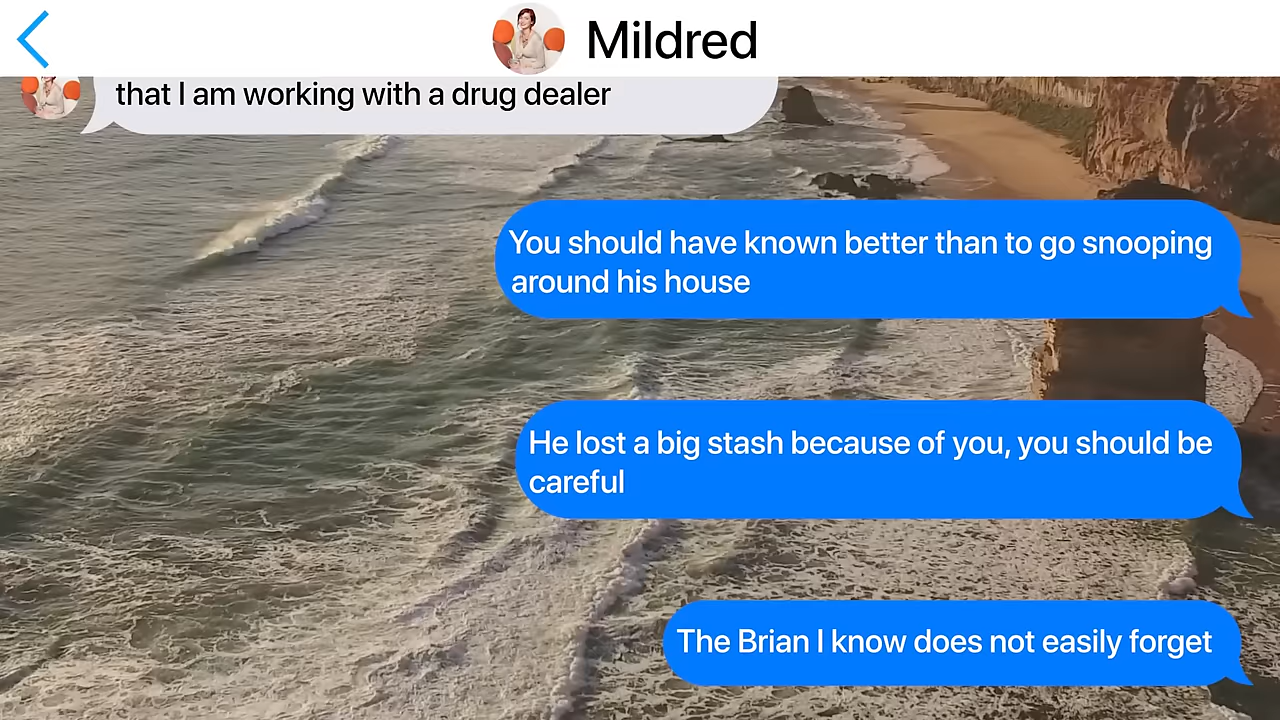 Mildred
that I am working with a drug dealer
You should have known better than to go snooping
around his house
He lost a big stash because of you, you should be
careful
The Brian I know does not easily forget